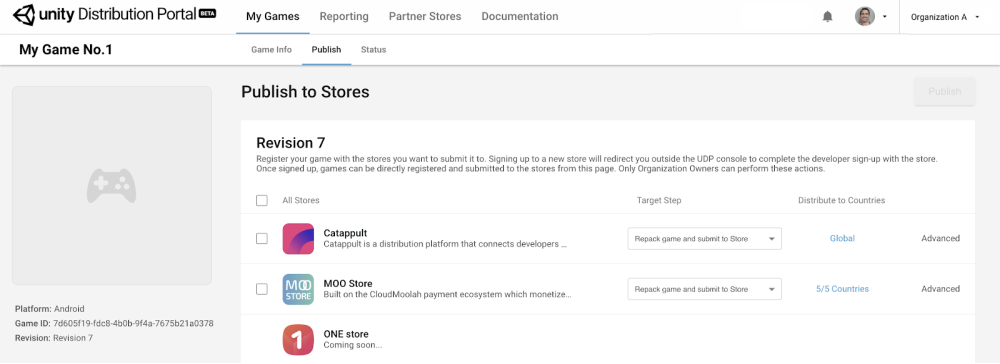 unity Distribution Portal BETA My Games Reporting Partner Stores Documentation Organization A
My Game No.1 Game Info Publish Status
Publish to Stores Publish
Revision 7
Register your game with the stores you want to submit it to. Signing up to a new store will redirect you outside the UDP console to complete the developer sign-up with the store.
Once signed up, games can be directly registered and submitted to the stores from this page. Only Organization Owners can perform these actions.
All Stores Target Step Distribute to Countries
Catappult
Catappult is a distribution platform that connects developers ...
Repack game and submit to Store Global Advanced
MOO STORE
MOO Store
Built on the CloudMoolah payment ecosystem which monetize...
Repack game and submit to Store 5/5 Countries Advanced
1
ONE store
Coming soon...
Platform: Android
Game ID: 7d605f19-fdc8-4b0b-9f4a-7675b21a0378
Revision: Revision 7